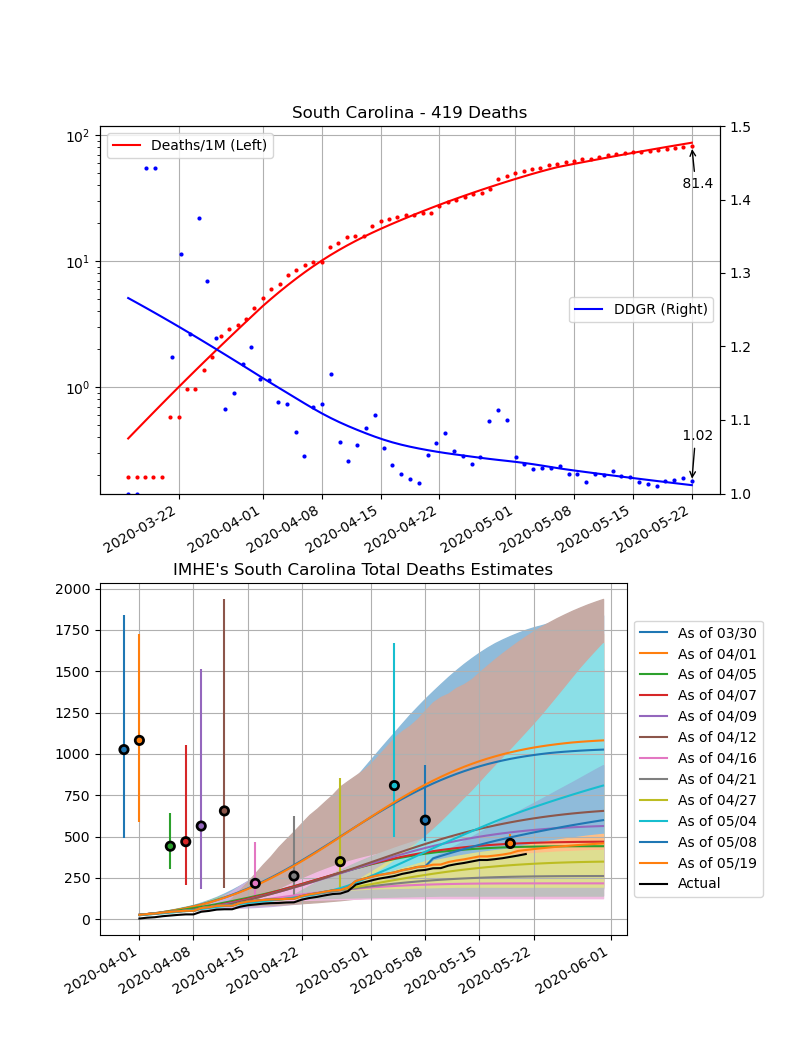 South Carolina - 419 Deaths
10² 1.5
Deaths/1M (Left)
81.4
1.4
10¹ 1.3
DDGR (Right)
1.2
10⁰
1.02
1.1
1.0
2020-03-22 2020-04-01 2020-04-08 2020-04-15 2020-04-22 2020-05-01 2020-05-08 2020-05-15 2020-05-22
IMHE's South Carolina Total Deaths Estimates
2000
1750
1500
1250
1000
750
500
250
0
As of 03/30
As of 04/01
As of 04/05
As of 04/07
As of 04/09
As of 04/12
As of 04/16
As of 04/21
As of 04/27
As of 05/04
As of 05/08
As of 05/19
Actual
2020-04-01 2020-04-08 2020-04-15 2020-04-22 2020-05-01 2020-05-08 2020-05-15 2020-05-22 2020-06-01